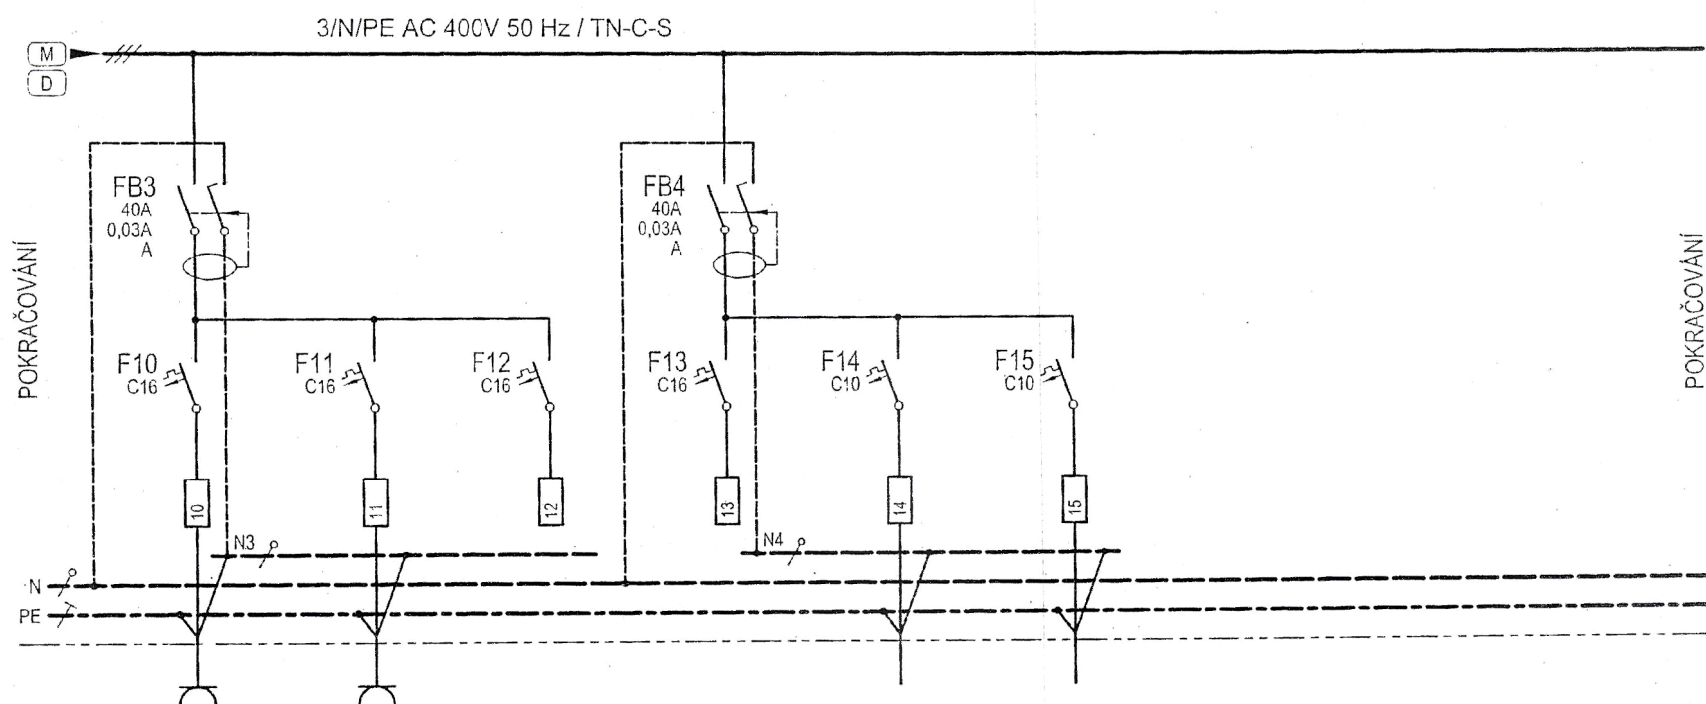 3/N/PE AC 400V 50 Hz / TN-C-S
M
D
POKRAČOVÁNÍ
FB3
40A
0,03A
A
FB4
40A
0,03A
A
POKRAČOVÁNÍ
F10
C16
F11
C16
F12
C16
F13
C16
F14
C10
F15
C10
10
11
12
13
14
15
N3
N4
N
PE